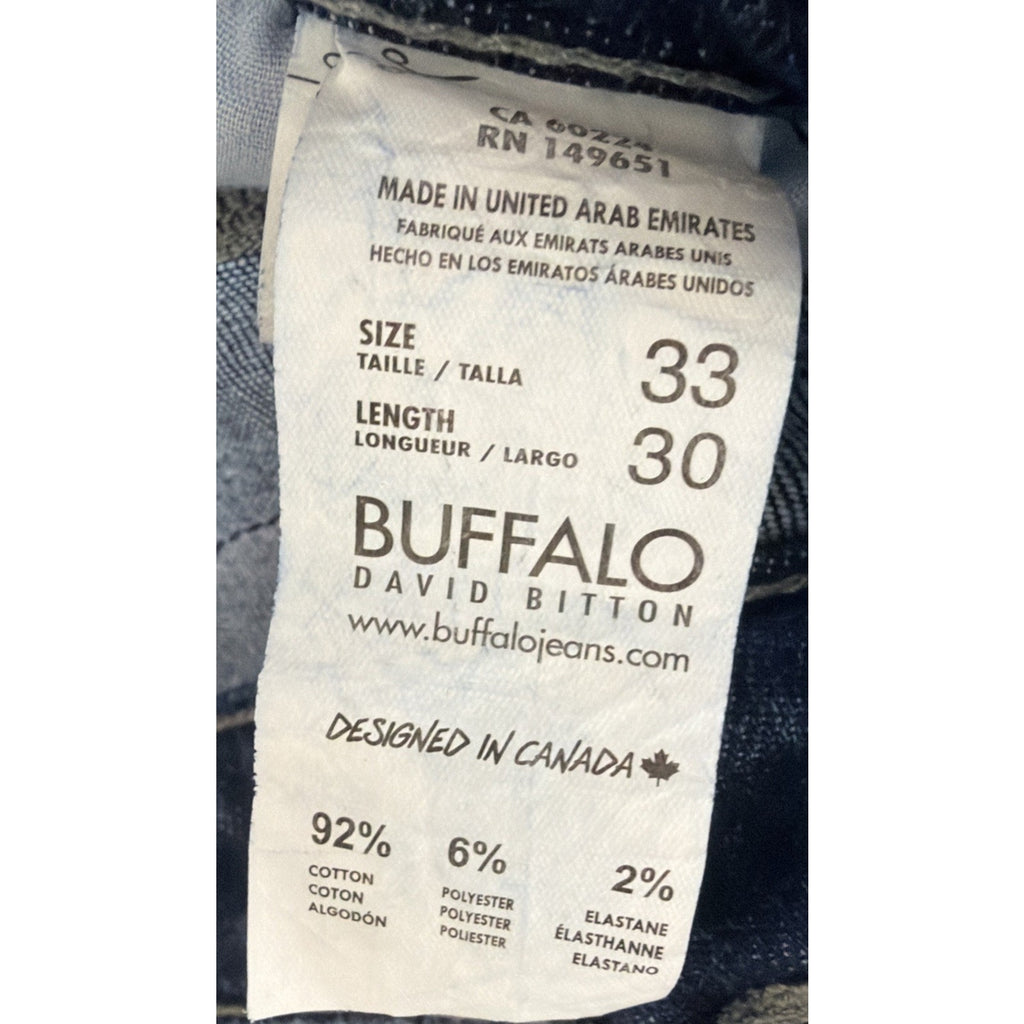 CA 60224
RN 149651
MADE IN UNITED ARAB EMIRATES
FABRIQUÉ AUX EMIRATS ARABES UNIS
HECHO EN LOS EMIRATOS ÁRABES UNIDOS
SIZE 33
TAILLE / TALLA
LENGTH 30
LONGUEUR / LARGO
BUFFALO
DAVID BITTON
www.buffalojeans.com
DESIGNED IN CANADA
92% 6% 2%
COTTON POLYESTER ELASTANE
COTON POLYESTER ÉLASTHANNE
ALGODÓN POLIESTER ELASTANO